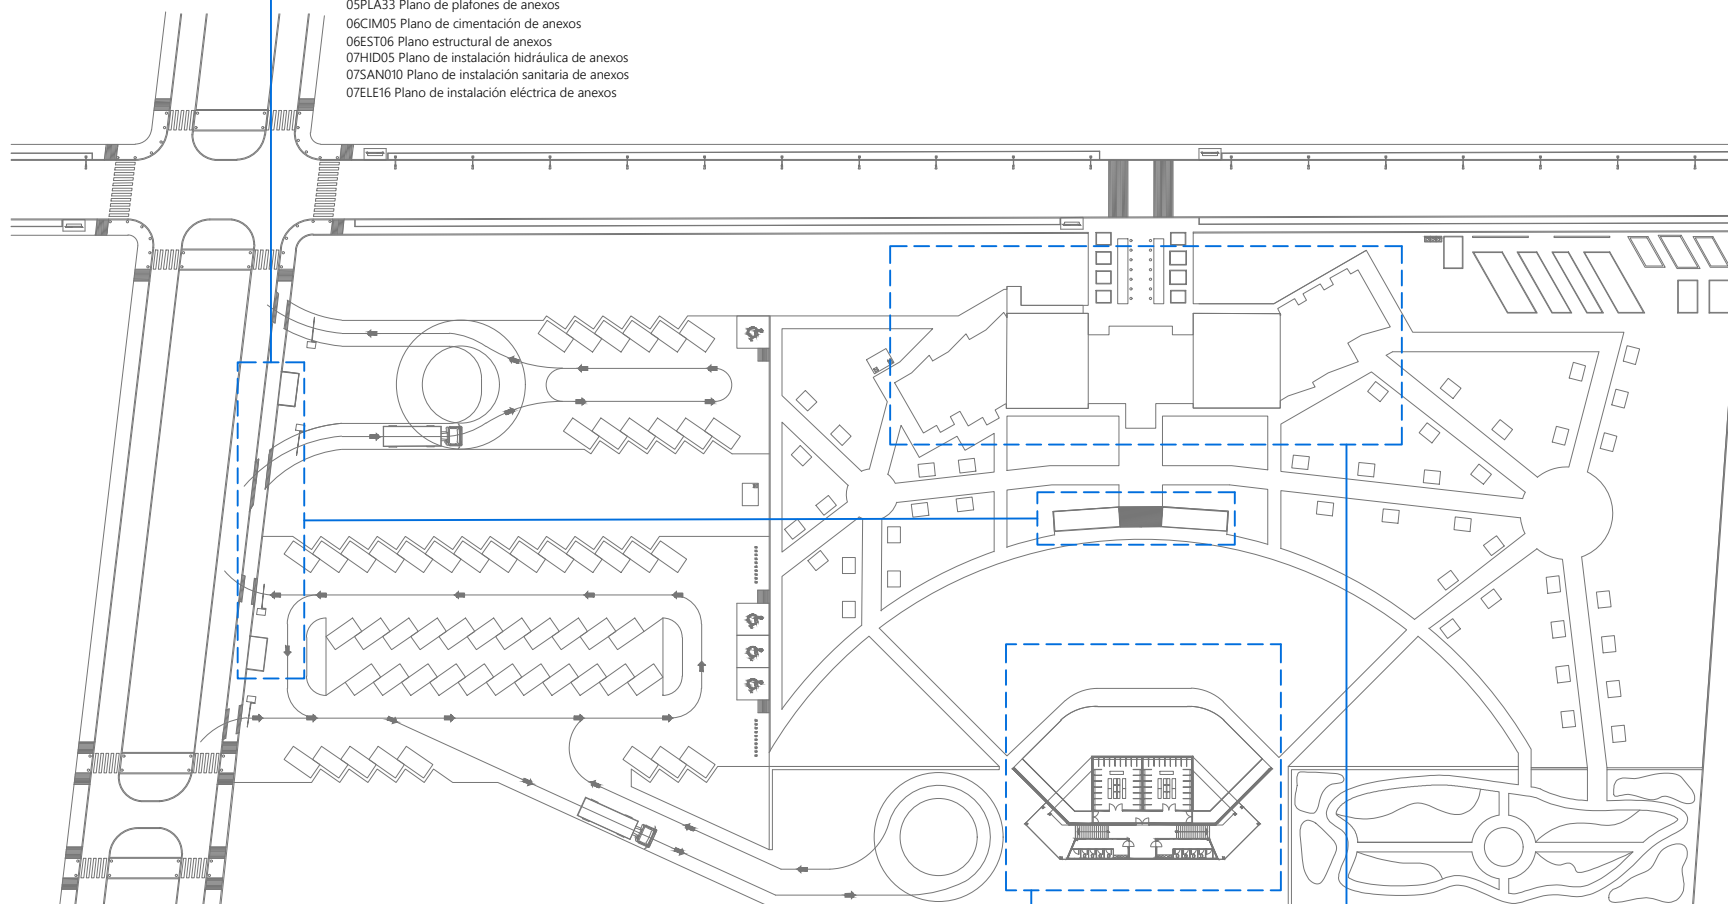 05PLA33 Plano de plafones de anexos
06CIM05 Plano de cimentación de anexos
06EST06 Plano estructural de anexos
07HID05 Plano de instalación hidráulica de anexos
07SAN010 Plano de instalación sanitaria de anexos
07ELE16 Plano de instalación eléctrica de anexos